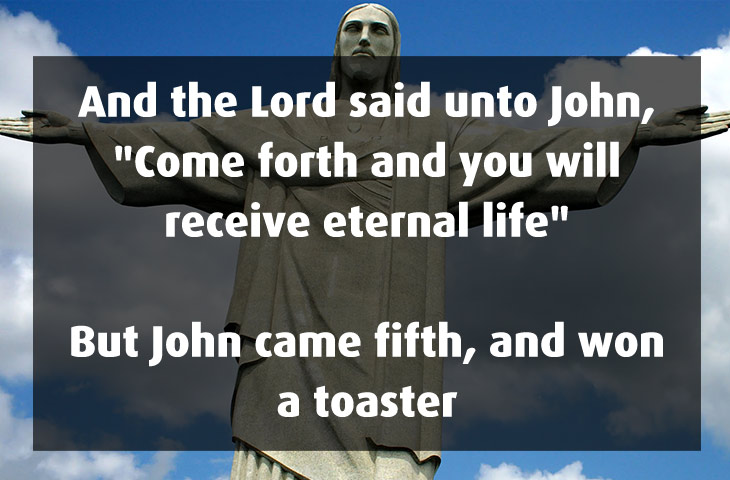 And the Lord said unto John,
"Come forth and you will
receive eternal life"
But John came fifth, and won
a toaster